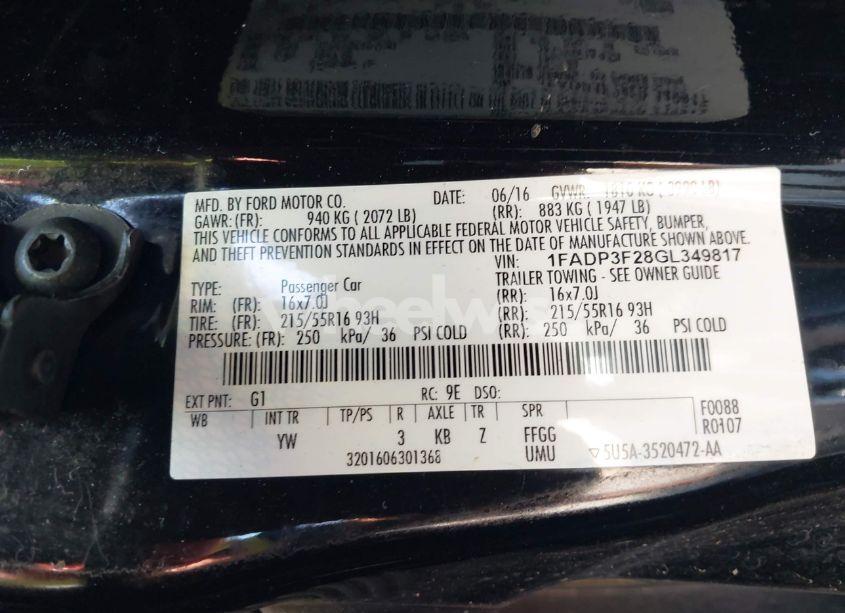 MFD. BY FORD MOTOR CO. DATE: 06/16 GVWR:
GAWR: (FR): 940 KG ( 2072 LB) (RR): 883 KG ( 1947 LB)
THIS VEHICLE CONFORMS TO ALL APPLICABLE FEDERAL MOTOR VEHICLE SAFETY, BUMPER,
AND THEFT PREVENTION STANDARDS IN EFFECT ON THE DATE OF MANUFACTURE SHOWN ABOVE
VIN: 1FADP3F28GL349817
TYPE: Passenger Car TRAILER TOWING - SEE OWNER GUIDE
RIM: (FR): 16x7.0J (RR): 16x7.0J
TIRE: (FR): 215/55R16 93H (RR): 215/55R16 93H
PRESSURE: (FR): 250 kPa/ 36 PSI COLD (RR): 250 kPa/ 36 PSI COLD
EXT PNT: G1 RC: 9E DSO:
WB INT TR TP/PS R AXLE TR SPR F0088
YW 3 KB Z FFGG R0107
3201606301368 UMU 5U5A-3520472-AA